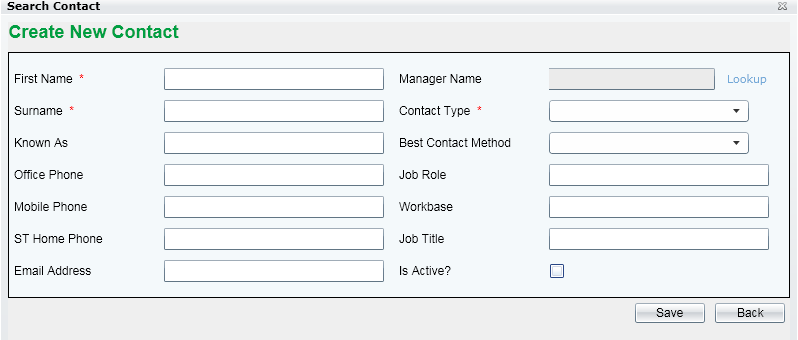 Search Contact
Create New Contact
First Name * Manager Name Lookup
Surname * Contact Type *
Known As Best Contact Method
Office Phone Job Role
Mobile Phone Workbase
ST Home Phone Job Title
Email Address Is Active?
Save Back